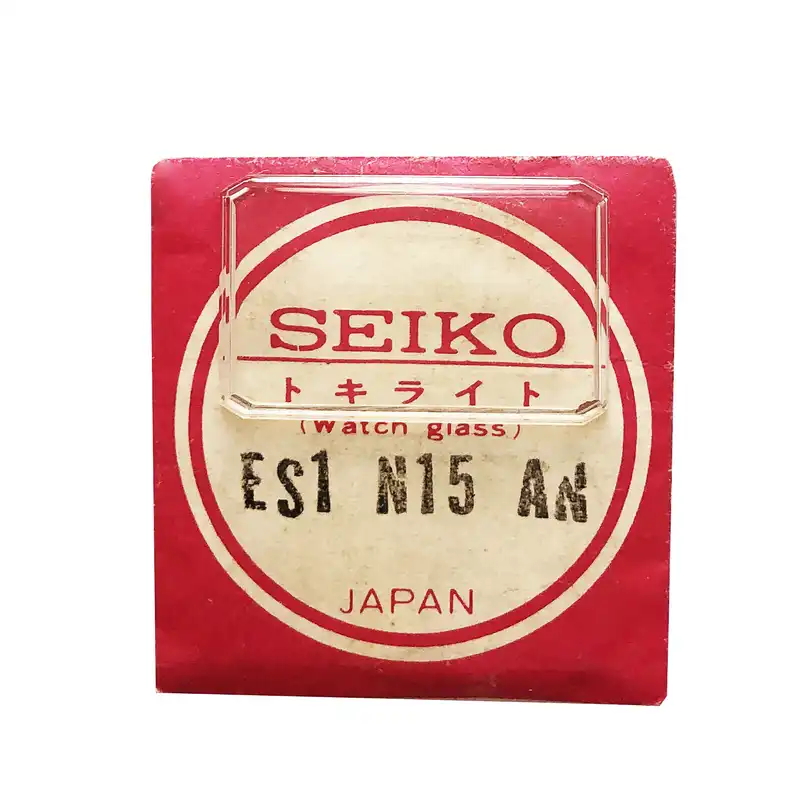 SEIKO
トキライト
(Watch glass)
ES1 N15 AN
JAPAN